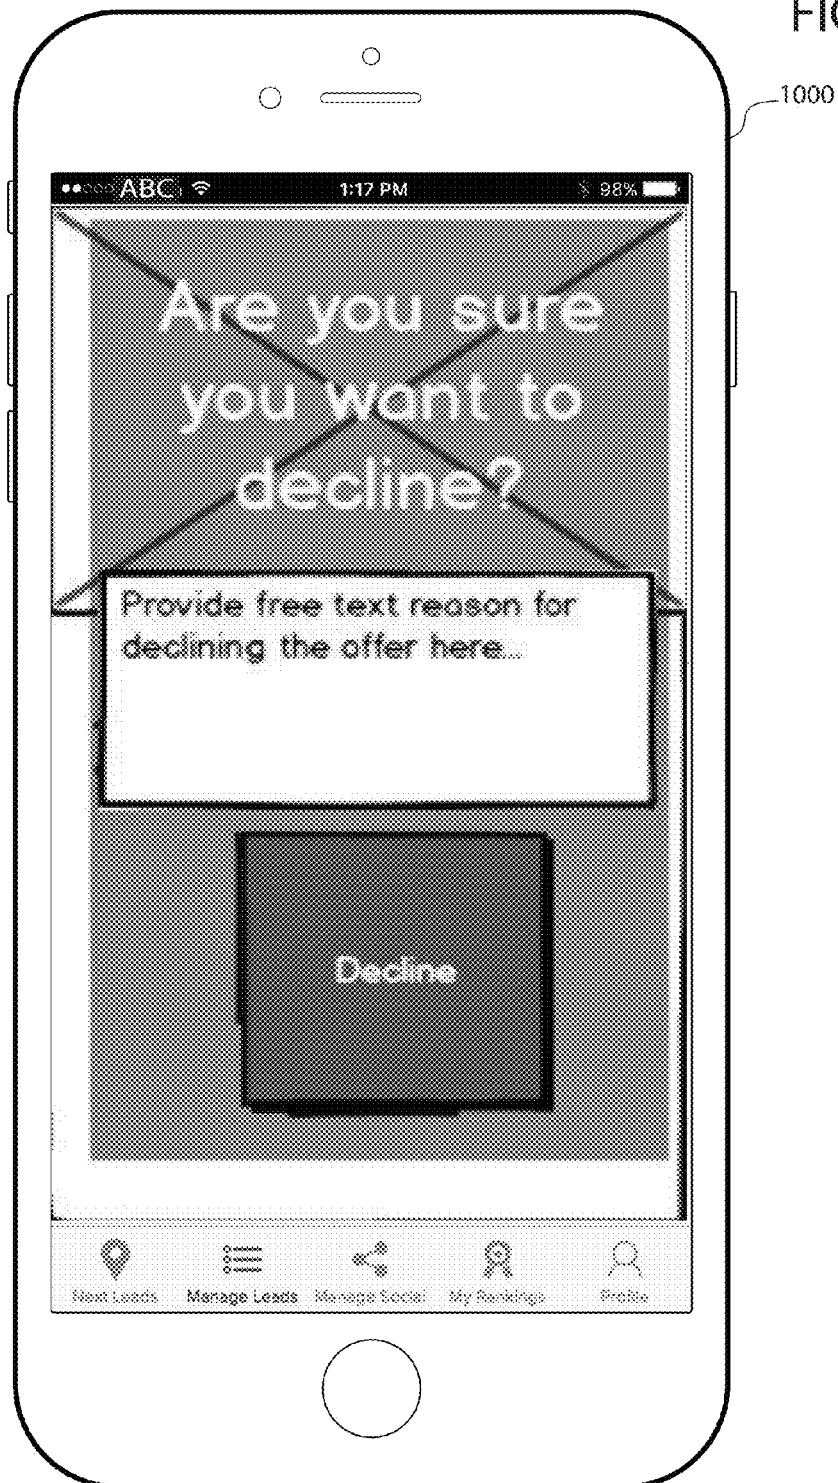 FIG
1000
ABC 1:17 PM 98%
Are you sure
you want to
decline?
Provide free text reason for
declining the offer here...
Decline
Next Leads Manage Leads Manage Social My Rankings Profile